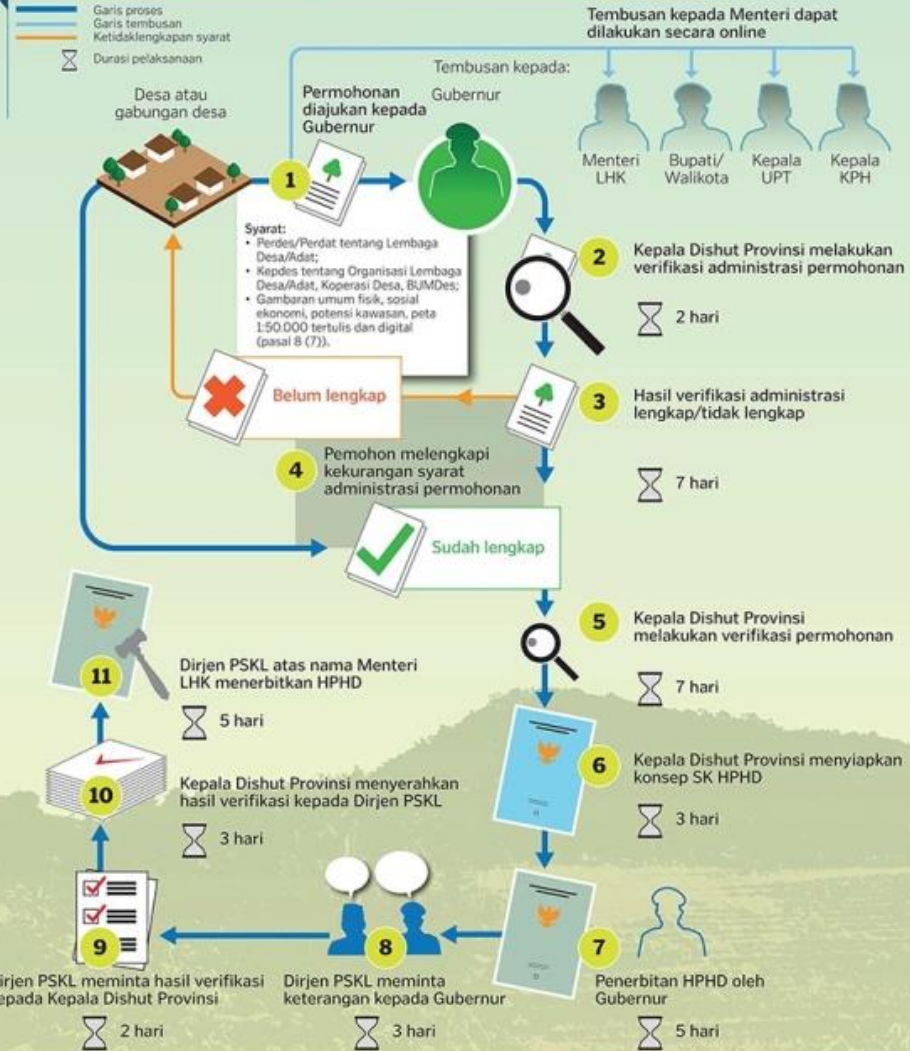 Garis proses
Garis tembusan
Ketidaklengkapan syarat
Durasi pelaksanaan
Tembusan kepada Menteri dapat
dilakukan secara online
Tembusan kepada:
Gubernur
Menteri
LHK
Bupati/
Walikota
Kepala
UPT
Kepala
KPH
Desa atau
gabungan desa
Permohonan
diajukan kepada
Gubernur
1
Syarat:
• Perdes/Perdat tentang Lembaga
Desa/Adat;
• Kepdes tentang Organisasi Lembaga
Desa/Adat, Koperasi Desa, BUMDes;
• Gambaran umum fisik, sosial
ekonomi, potensi kawasan, peta
1:50.000 tertulis dan digital
(pasal 8 (7)).
2
Kepala Dishut Provinsi melakukan
verifikasi administrasi permohonan
2 hari
3
Hasil verifikasi administrasi
lengkap/tidak lengkap
7 hari
Belum lengkap
4
Pemohon melengkapi
kekurangan syarat
administrasi permohonan
Sudah lengkap
5
Kepala Dishut Provinsi
melakukan verifikasi permohonan
7 hari
6
Kepala Dishut Provinsi menyiapkan
konsep SK HPHD
3 hari
7
Penerbitan HPHD oleh
Gubernur
5 hari
8
Dirjen PSKL meminta
keterangan kepada Gubernur
3 hari
9
irjen PSKL meminta hasil verifikasi
epada Kepala Dishut Provinsi
2 hari
10
Kepala Dishut Provinsi menyerahkan
hasil verifikasi kepada Dirjen PSKL
3 hari
11
Dirjen PSKL atas nama Menteri
LHK menerbitkan HPHD
5 hari